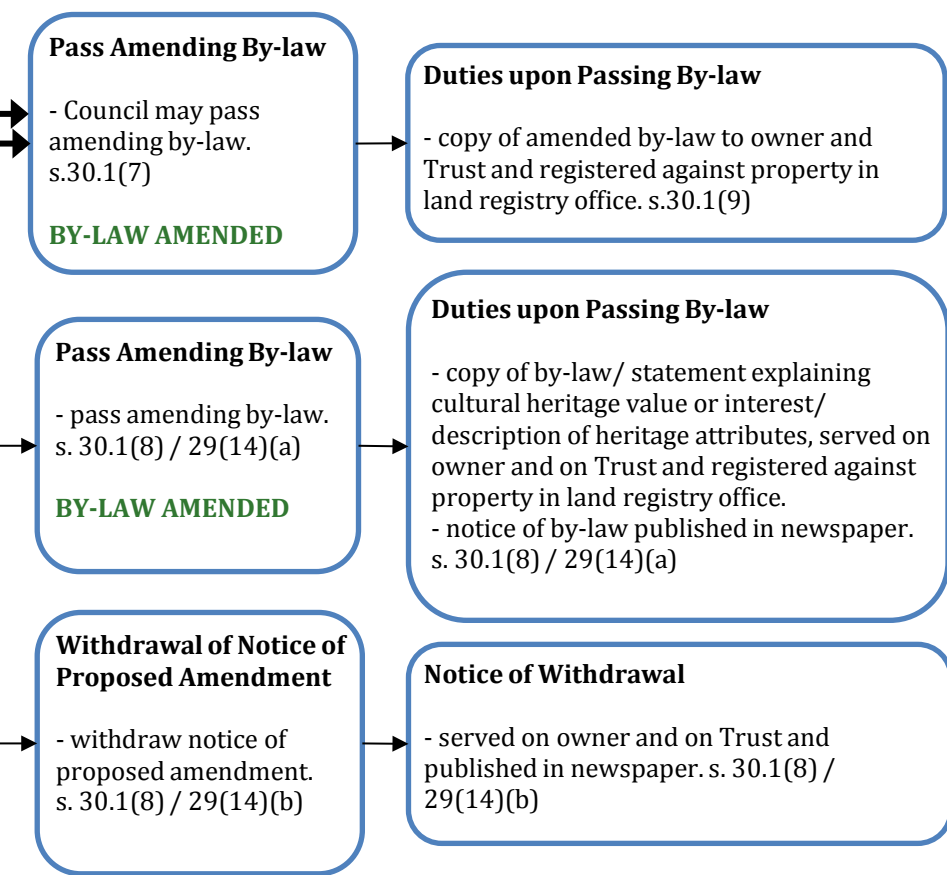 Pass Amending By-law
- Council may pass
amending by-law.
s.30.1(7)
BY-LAW AMENDED
Duties upon Passing By-law
- copy of amended by-law to owner and
Trust and registered against property in
land registry office. s.30.1(9)
Pass Amending By-law
- pass amending by-law.
s. 30.1(8) / 29(14)(a)
BY-LAW AMENDED
Duties upon Passing By-law
- copy of by-law/ statement explaining
cultural heritage value or interest/
description of heritage attributes, served on
owner and on Trust and registered against
property in land registry office.
- notice of by-law published in newspaper.
s. 30.1(8) / 29(14)(a)
Withdrawal of Notice of
Proposed Amendment
- withdraw notice of
proposed amendment.
s. 30.1(8) / 29(14)(b)
Notice of Withdrawal
- served on owner and on Trust and
published in newspaper. s. 30.1(8) /
29(14)(b)